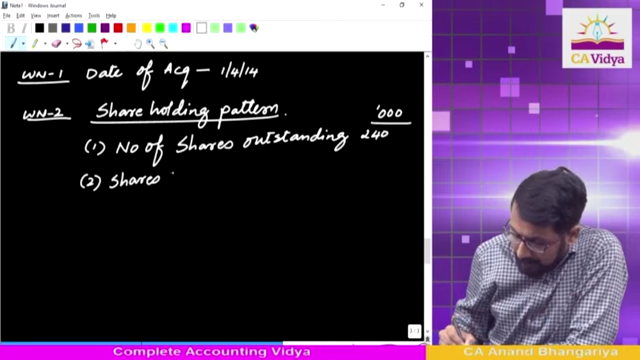 Note1 - Windows Journal
File Edit View Insert Actions Tools Help
WN-1 Date of Acq — 1/4/14
WN-2 Share holding pattern.
'000
(1) No of Shares outstanding 240
(2) Shares
CA Vidya
Complete Accounting Vidya
CA Anand Bhangariya